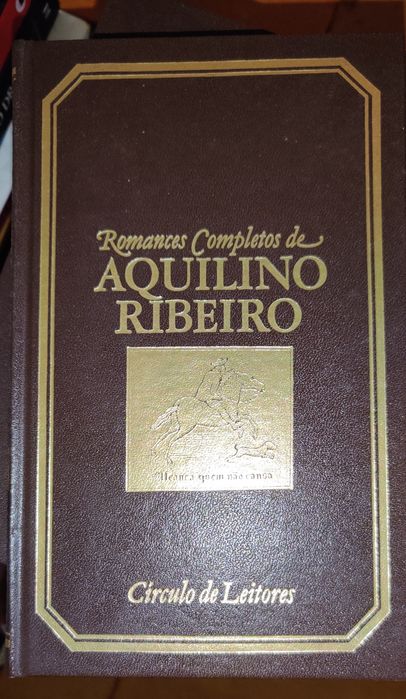 Romances Completos de
AQUILINO
RIBEIRO
Alcança quem não cansa
Círculo de Leitores